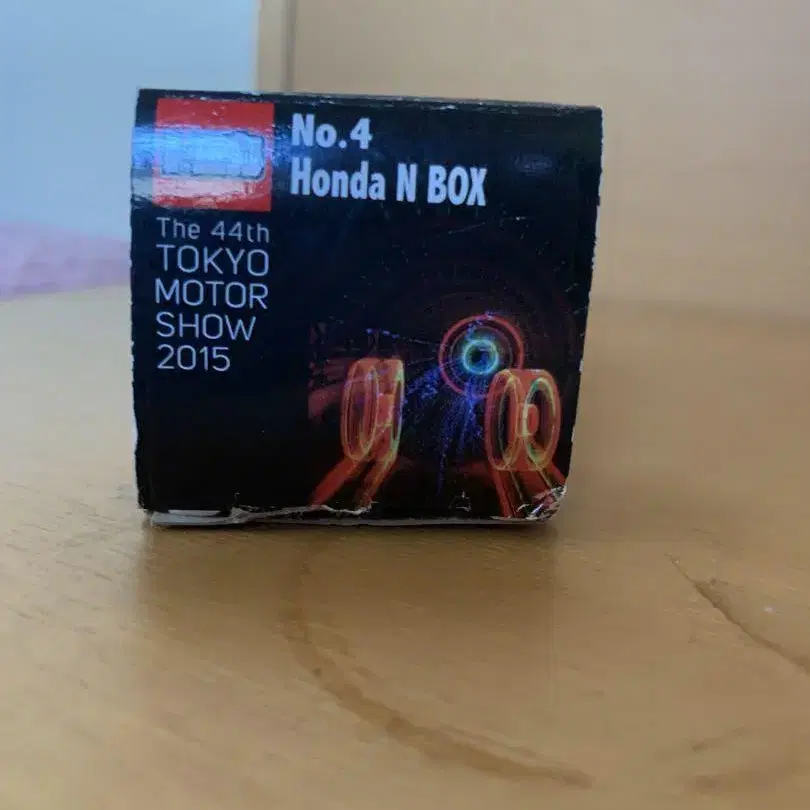 No.4
Honda N BOX
The 44th
TOKYO
MOTOR
SHOW
2015